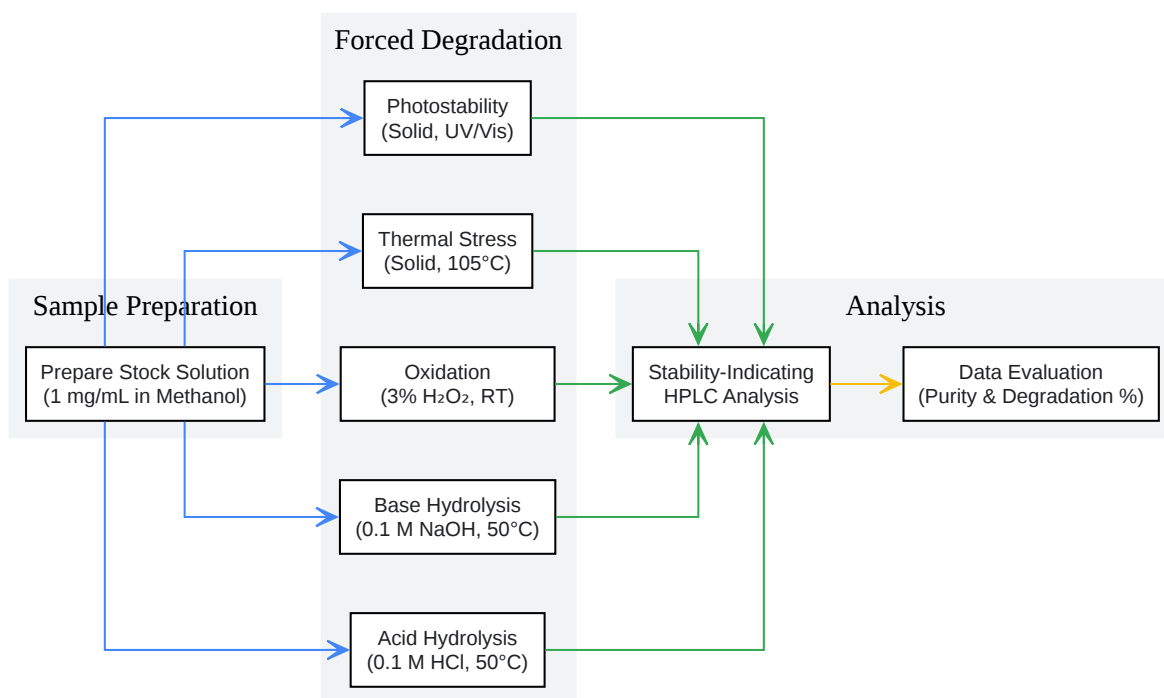 Forced Degradation
Photostability
(Solid, UV/Vis)
Thermal Stress
(Solid, 105°C)
Sample Preparation
Analysis
Prepare Stock Solution
(1 mg/mL in Methanol)
Oxidation
(3% H₂O₂, RT)
Stability-Indicating
HPLC Analysis
Data Evaluation
(Purity & Degradation %)
Base Hydrolysis
(0.1 M NaOH, 50°C)
Acid Hydrolysis
(0.1 M HCl, 50°C)